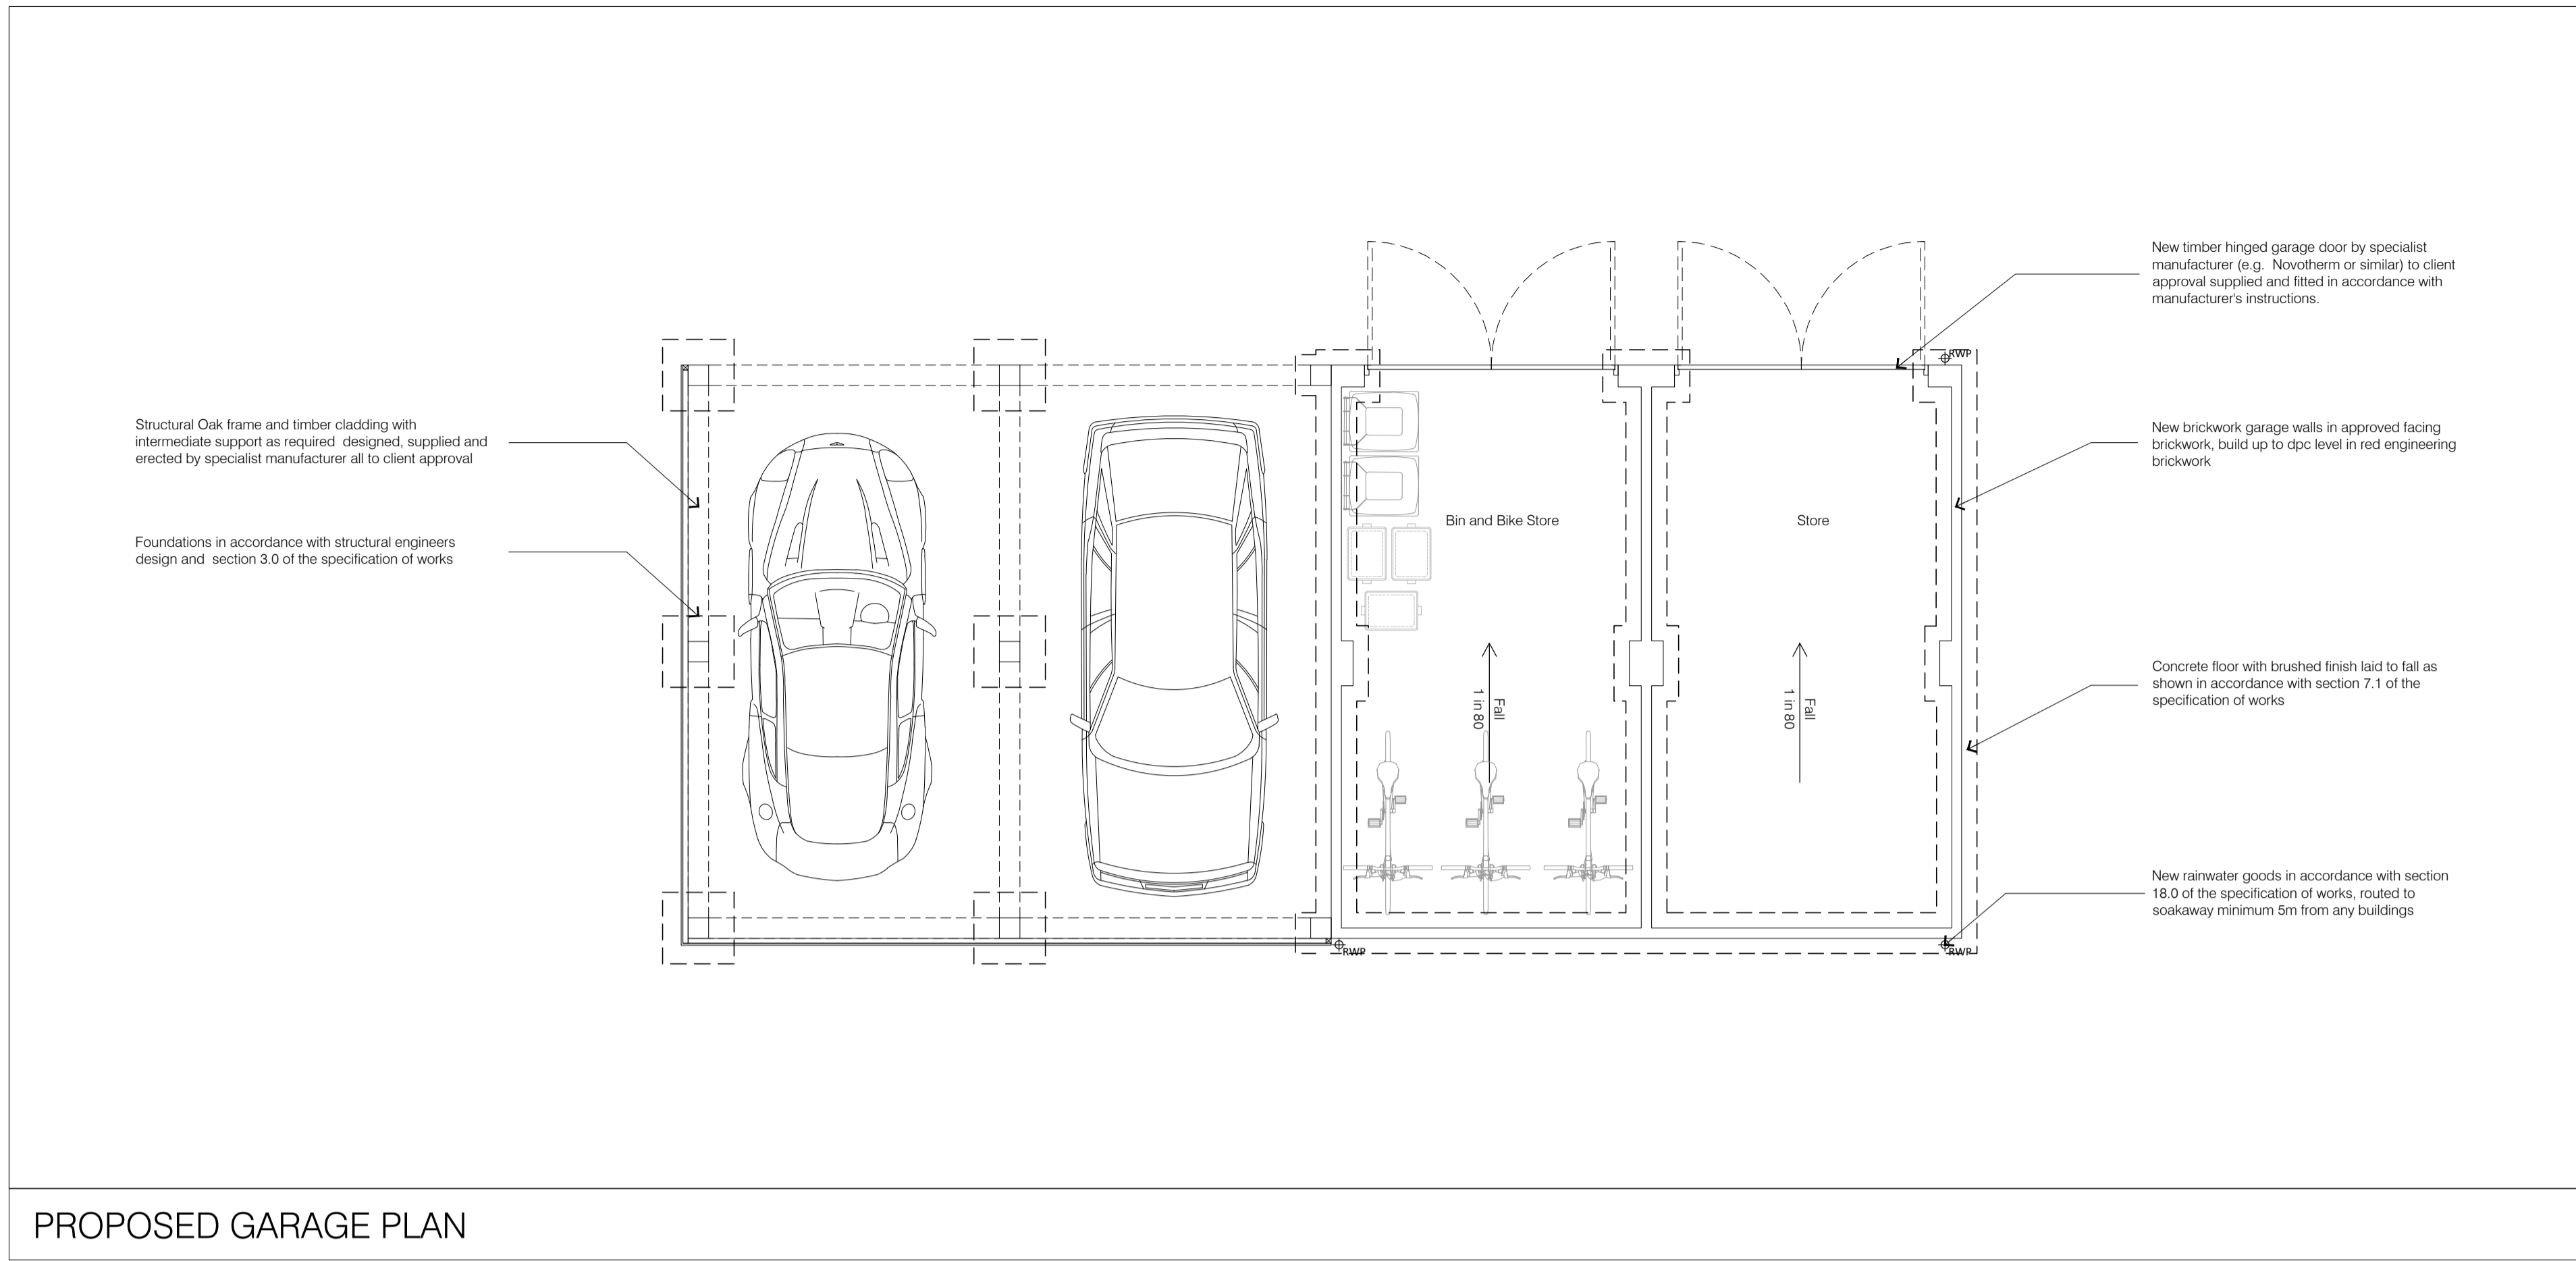 New timber hinged garage door by specialist
manufacturer (e.g. Novotherm or similar) to client
approval supplied and fitted in accordance with
manufacturer's instructions.
RWP
Structural Oak frame and timber cladding with
intermediate support as required designed, supplied and
erected by specialist manufacturer all to client approval
New brickwork garage walls in approved facing
brickwork, build up to dpc level in red engineering
brickwork
Bin and Bike Store
Store
Foundations in accordance with structural engineers
design and section 3.0 of the specification of works
Fall
1 in 80
Fall
1 in 80
Concrete floor with brushed finish laid to fall as
shown in accordance with section 7.1 of the
specification of works
New rainwater goods in accordance with section
18.0 of the specification of works, routed to
soakaway minimum 5m from any buildings
RWP
RWP
PROPOSED GARAGE PLAN